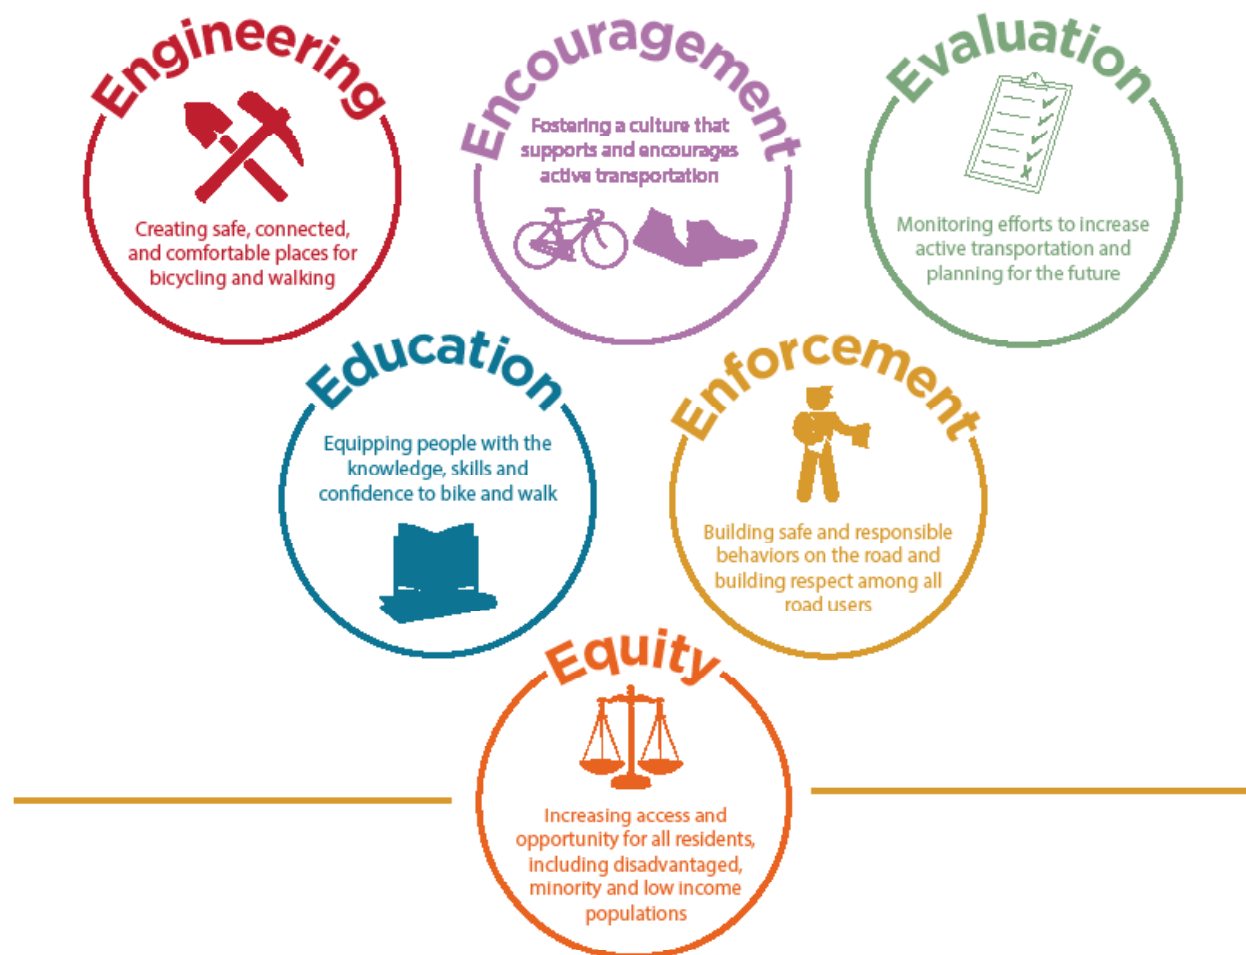 Engineering
Creating safe, connected,
and comfortable places for
bicycling and walking
Encouragement
Fostering a culture that
supports and encourages
active transportation
Evaluation
Monitoring efforts to increase
active transportation and
planning for the future
Education
Equipping people with the
knowledge, skills and
confidence to bike and walk
Enforcement
Building safe and responsible
behaviors on the road and
building respect among all
road users
Equity
Increasing access and
opportunity for all residents,
including disadvantaged,
minority and low income
populations